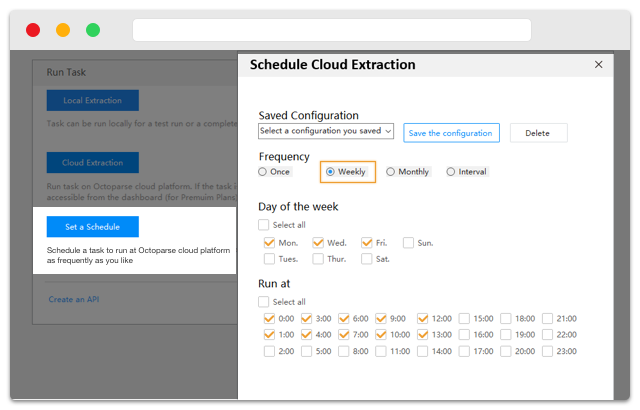 Run Task
Local Extraction
Task can be run locally for a test run or a complete
Cloud Extraction
Run task on Octoparse cloud platform. If the task i
accessible from the dashboard (for Premuim Plans)
Set a Schedule
Schedule a task to run at Octoparse cloud platform
as frequently as you like
Create an API
Schedule Cloud Extraction
Saved Configuration
Select a configuration you saved
Save the configuration
Delete
Frequency
Once Weekly Monthly Interval
Day of the week
Select all
Mon. Wed. Fri. Sun.
Tues. Thur. Sat.
Run at
Select all
0:00 3:00 6:00 9:00 12:00 15:00 18:00 21:00
1:00 4:00 7:00 10:00 13:00 16:00 19:00 22:00
2:00 5:00 8:00 11:00 14:00 17:00 20:00 23:00